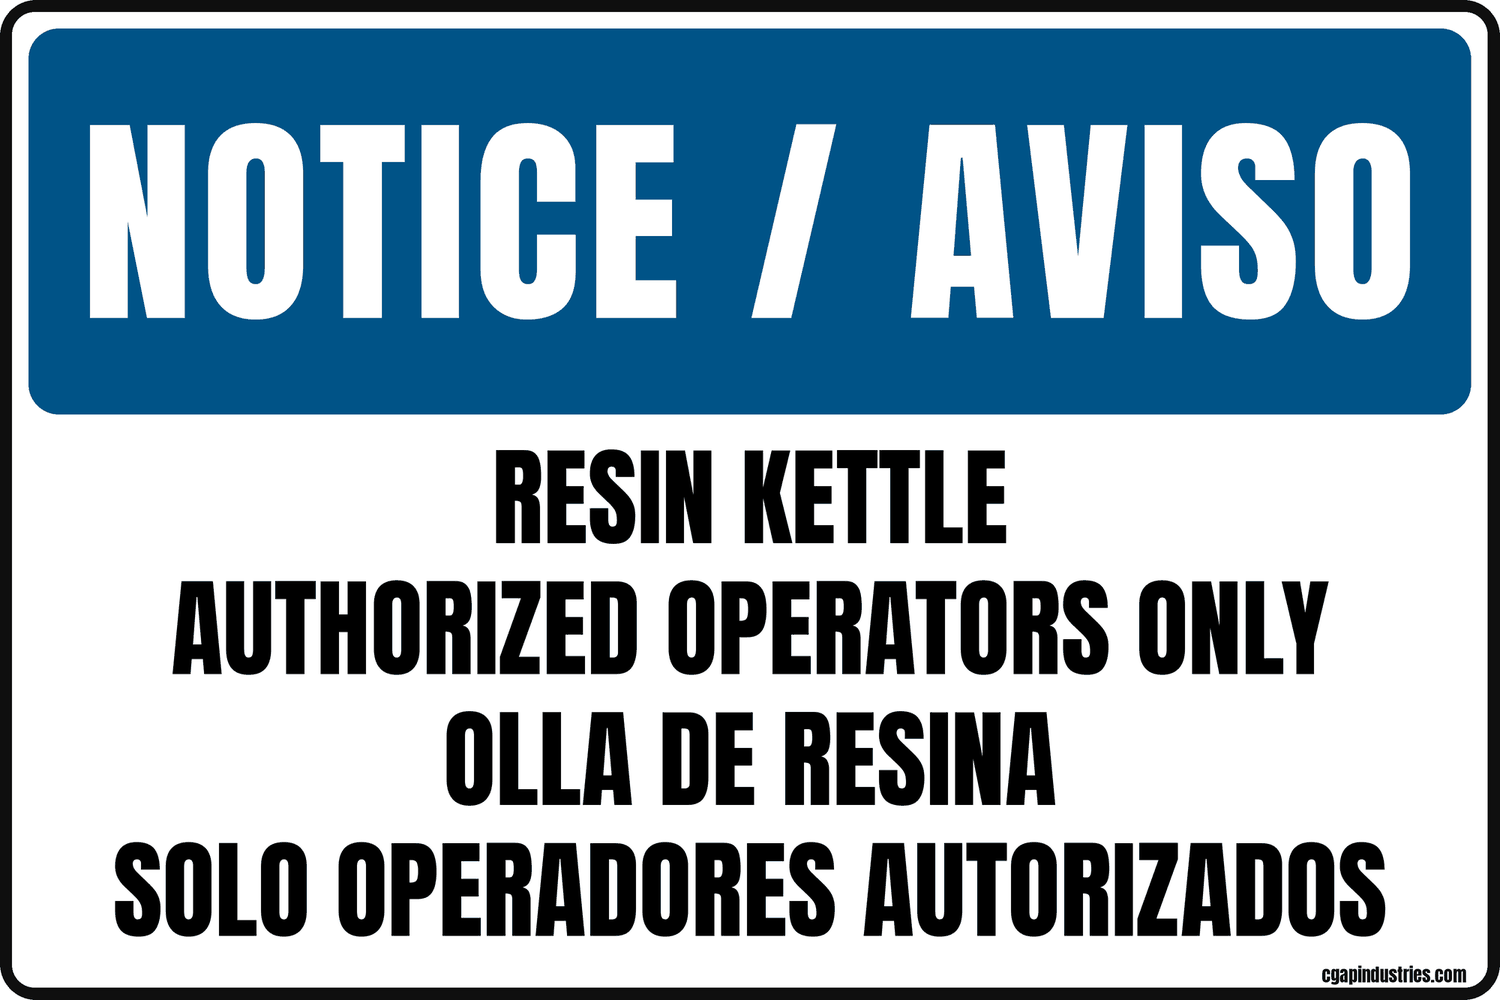 NOTICE / AVISO
RESIN KETTLE
AUTHORIZED OPERATORS ONLY
OLLA DE RESINA
SOLO OPERADORES AUTORIZADOS
cgapindustries.com